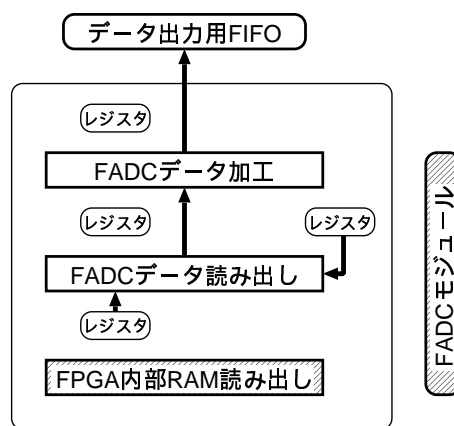 データ出力用FIFO
レジスタ
FADCデータ加工
レジスタ
レジスタ
FADCデータ読み出し
レジスタ
FPGA内部RAM読み出し
FADCモジュール